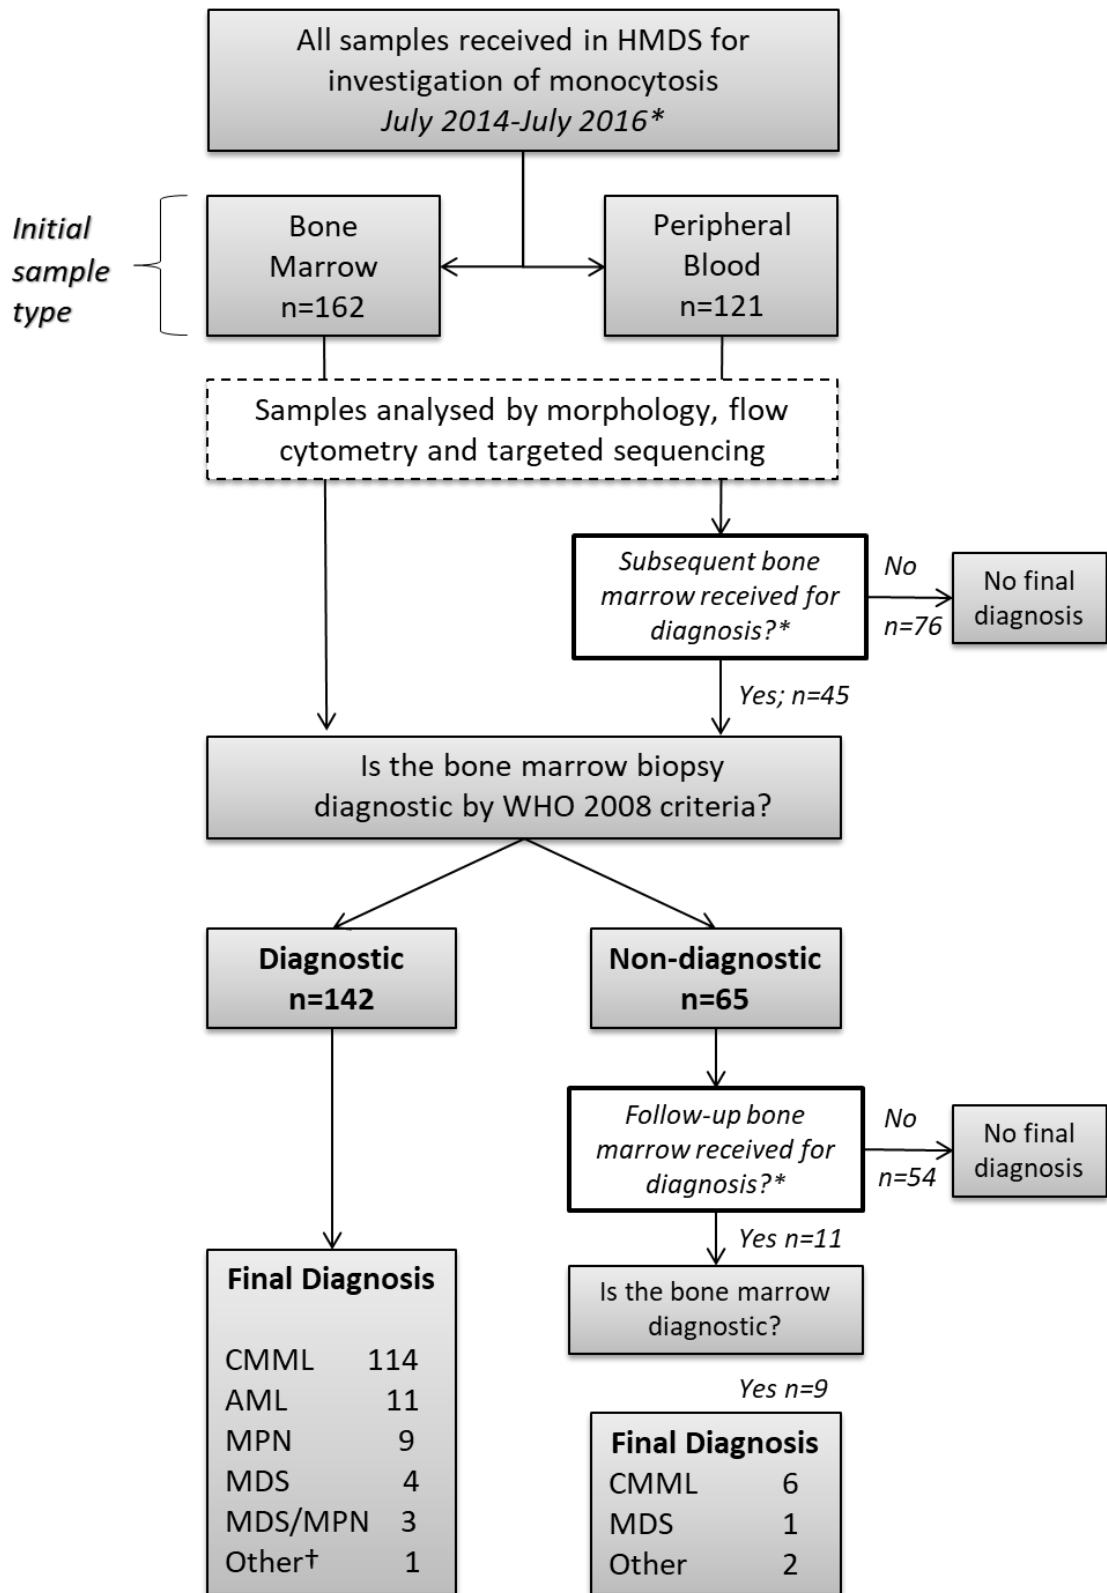 All samples received in HMDS for
investigation of monocytosis
July 2014-July 2016*
Initial
sample
type
Bone
Marrow
n=162
Peripheral
Blood
n=121
Samples analysed by morphology, flow
cytometry and targeted sequencing
Subsequent bone
marrow received for
diagnosis?*
No
n=76
No final
diagnosis
Yes; n=45
Is the bone marrow biopsy
diagnostic by WHO 2008 criteria?
Diagnostic
n=142
Non-diagnostic
n=65
Follow-up bone
marrow received for
diagnosis?*
No
n=54
No final
diagnosis
Yes n=11
Is the bone marrow
diagnostic?
Yes n=9
Final Diagnosis
CMML 114
AML 11
MPN 9
MDS 4
MDS/MPN 3
Other† 1
Final Diagnosis
CMML 6
MDS 1
Other 2